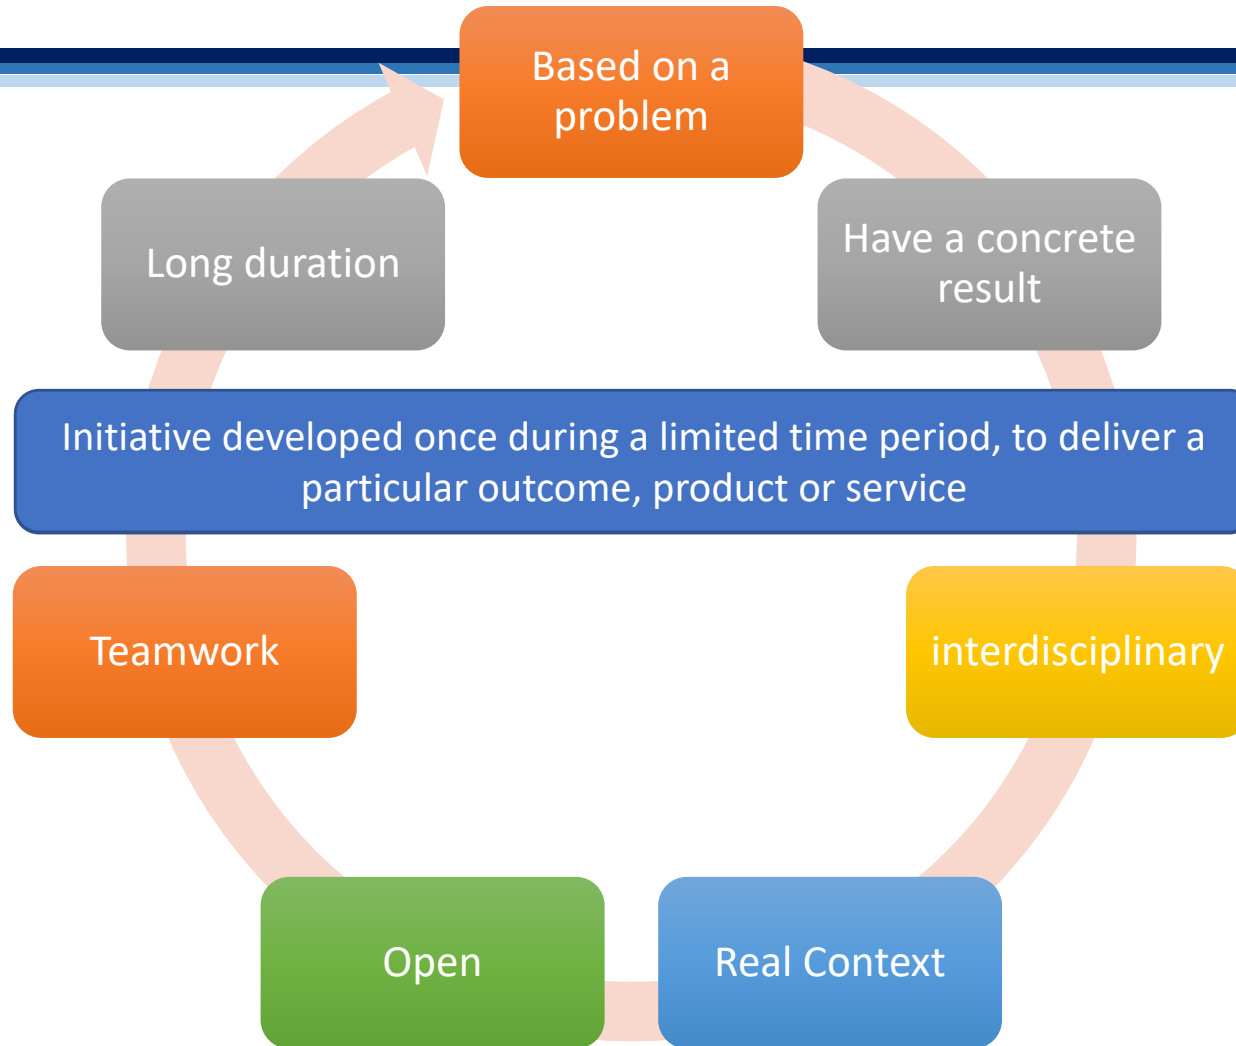 Based on a
problem
Have a concrete
result
Long duration
Initiative developed once during a limited time period, to deliver a
particular outcome, product or service
Teamwork
interdisciplinary
Open
Real Context